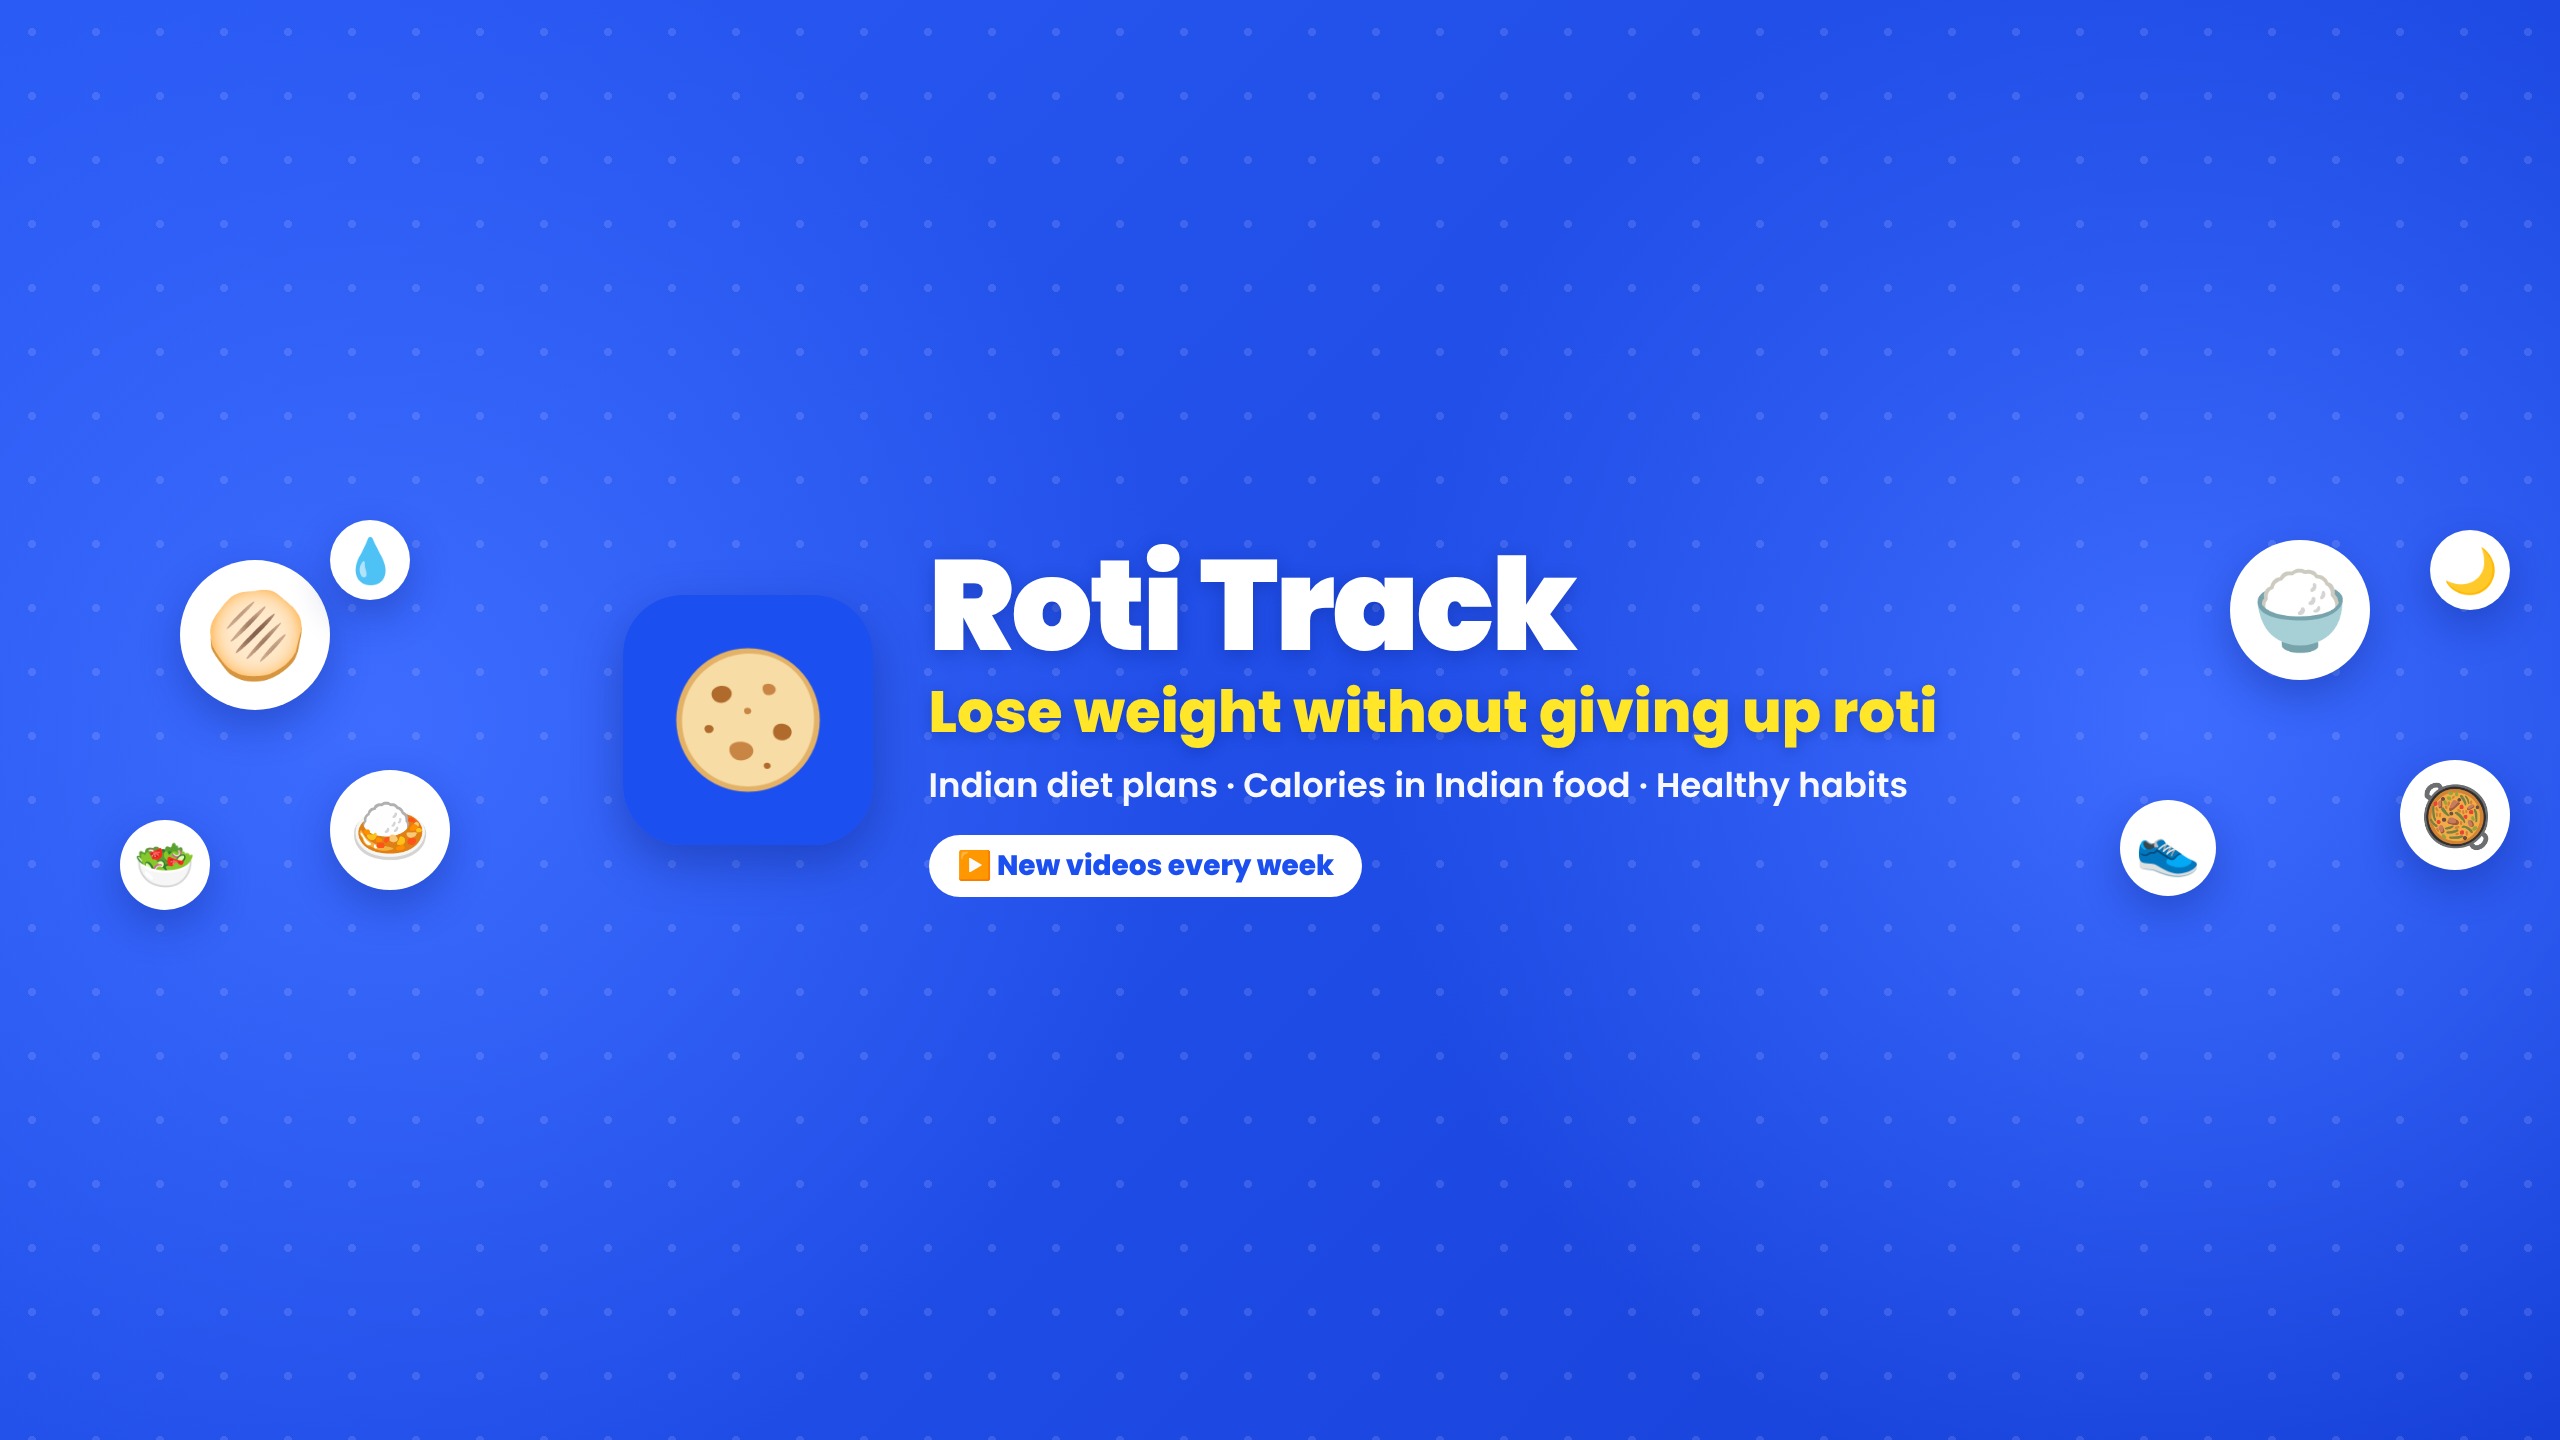 Roti Track
Lose weight without giving up roti
Indian diet plans · Calories in Indian food · Healthy habits
▶️ New videos every week